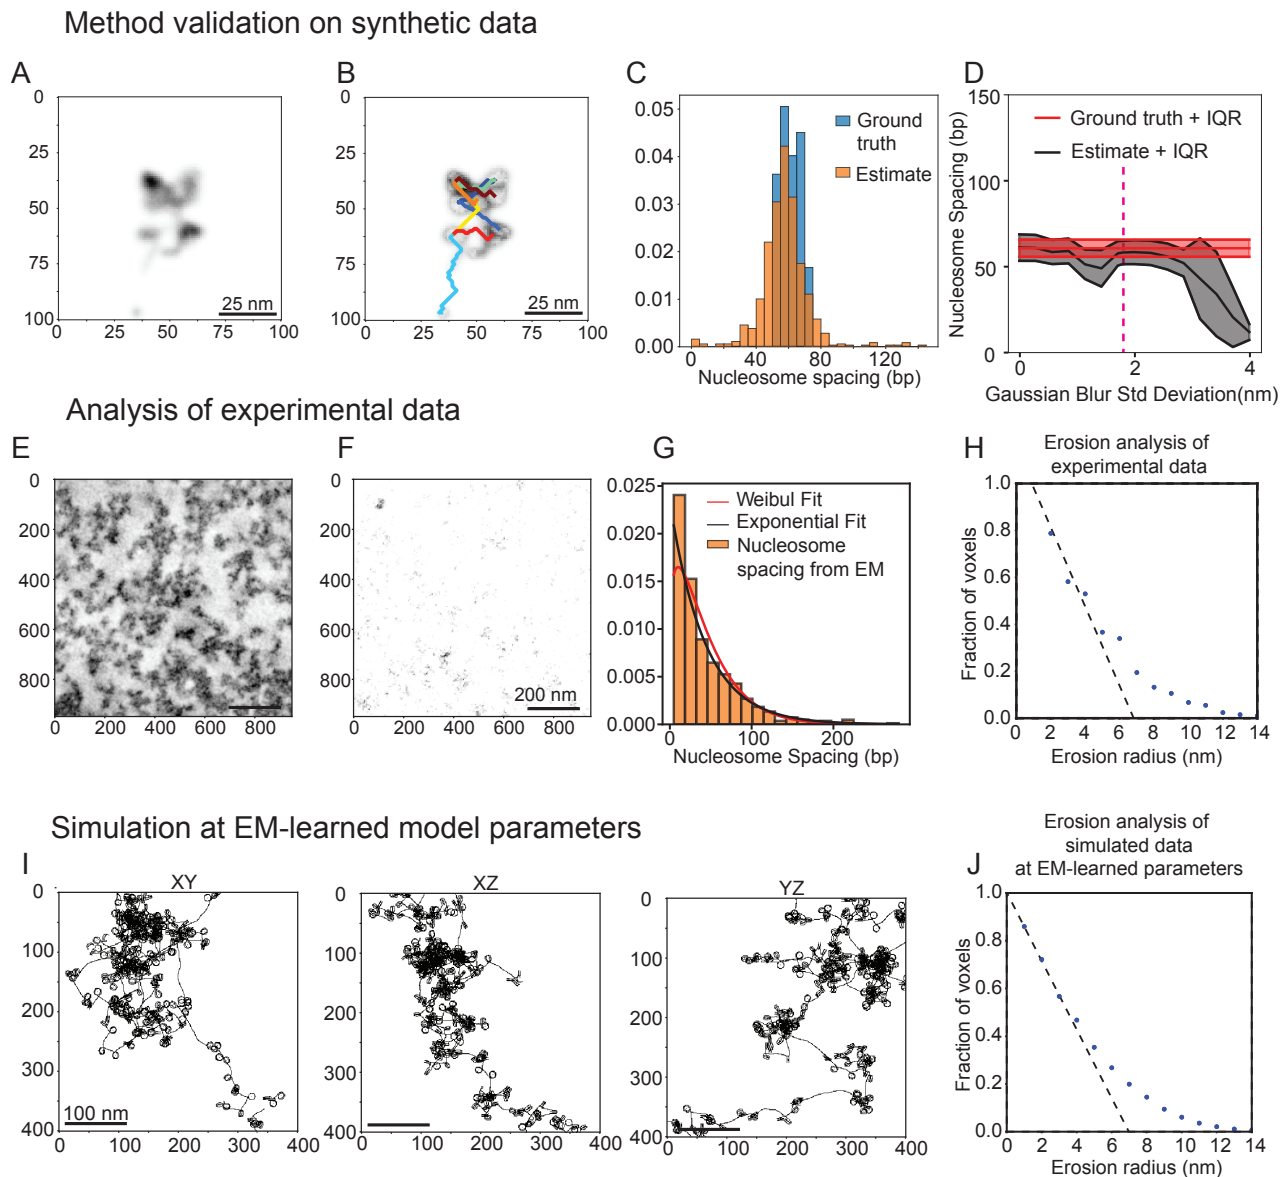 Method validation on synthetic data
A
B
C
D
0
25
50
75
100
0
25
50
75
100
25 nm
0
25
50
75
100
0
25
50
75
100
25 nm
0.05
0.04
0.03
0.02
0.01
0.00
0
40
80
120
Nucleosome spacing (bp)
Ground
truth
Estimate
Nucleosome Spacing (bp)
150
100
50
0
0
2
4
Gaussian Blur Std Deviation(nm)
Ground truth + IQR
Estimate + IQR
Analysis of experimental data
E
F
G
H
0
200
400
600
800
0
200
400
600
800
0
200
400
600
800
0
200
400
600
800
200 nm
0.025
0.020
0.015
0.010
0.005
0.000
0
100
200
Nucleosome Spacing (bp)
Weibul Fit
Exponential Fit
Nucleosome
spacing from EM
Erosion analysis of
experimental data
Fraction of voxels
1.0
0.8
0.6
0.4
0.2
0.0
0
2
4
6
8
10
12
14
Erosion radius (nm)
Simulation at EM-learned model parameters
I
XY
0
100
200
300
400
0
100
200
300
400
100 nm
XZ
0
100
200
300
400
0
100
200
300
400
YZ
0
100
200
300
400
0
100
200
300
400
J
Erosion analysis of
simulated data
at EM-learned parameters
Fraction of voxels
1.0
0.8
0.6
0.4
0.2
0.0
0
2
4
6
8
10
12
14
Erosion radius (nm)